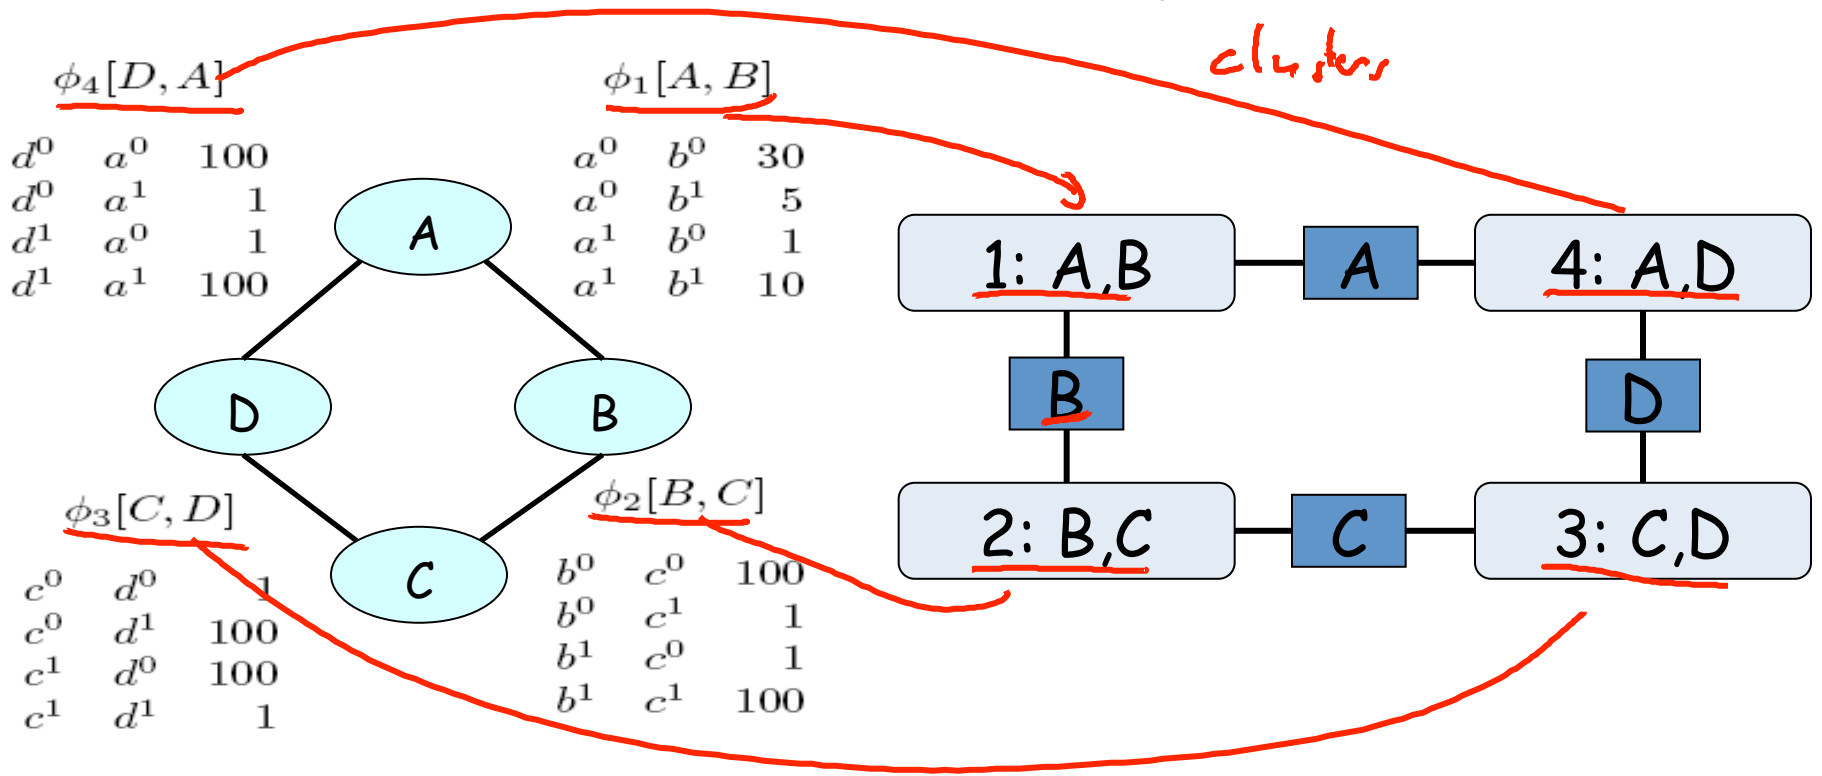 clusters
ϕ₄[D, A]
d⁰ a⁰ 100
d⁰ a¹ 1
d¹ a⁰ 1
d¹ a¹ 100
ϕ₁[A, B]
a⁰ b⁰ 30
a⁰ b¹ 5
a¹ b⁰ 1
a¹ b¹ 10
A
D
B
C
ϕ₃[C, D]
c⁰ d⁰ 1
c⁰ d¹ 100
c¹ d⁰ 100
c¹ d¹ 1
ϕ₂[B, C]
b⁰ c⁰ 100
b⁰ c¹ 1
b¹ c⁰ 1
b¹ c¹ 100
1: A,B
A
4: A,D
B
D
2: B,C
C
3: C,D